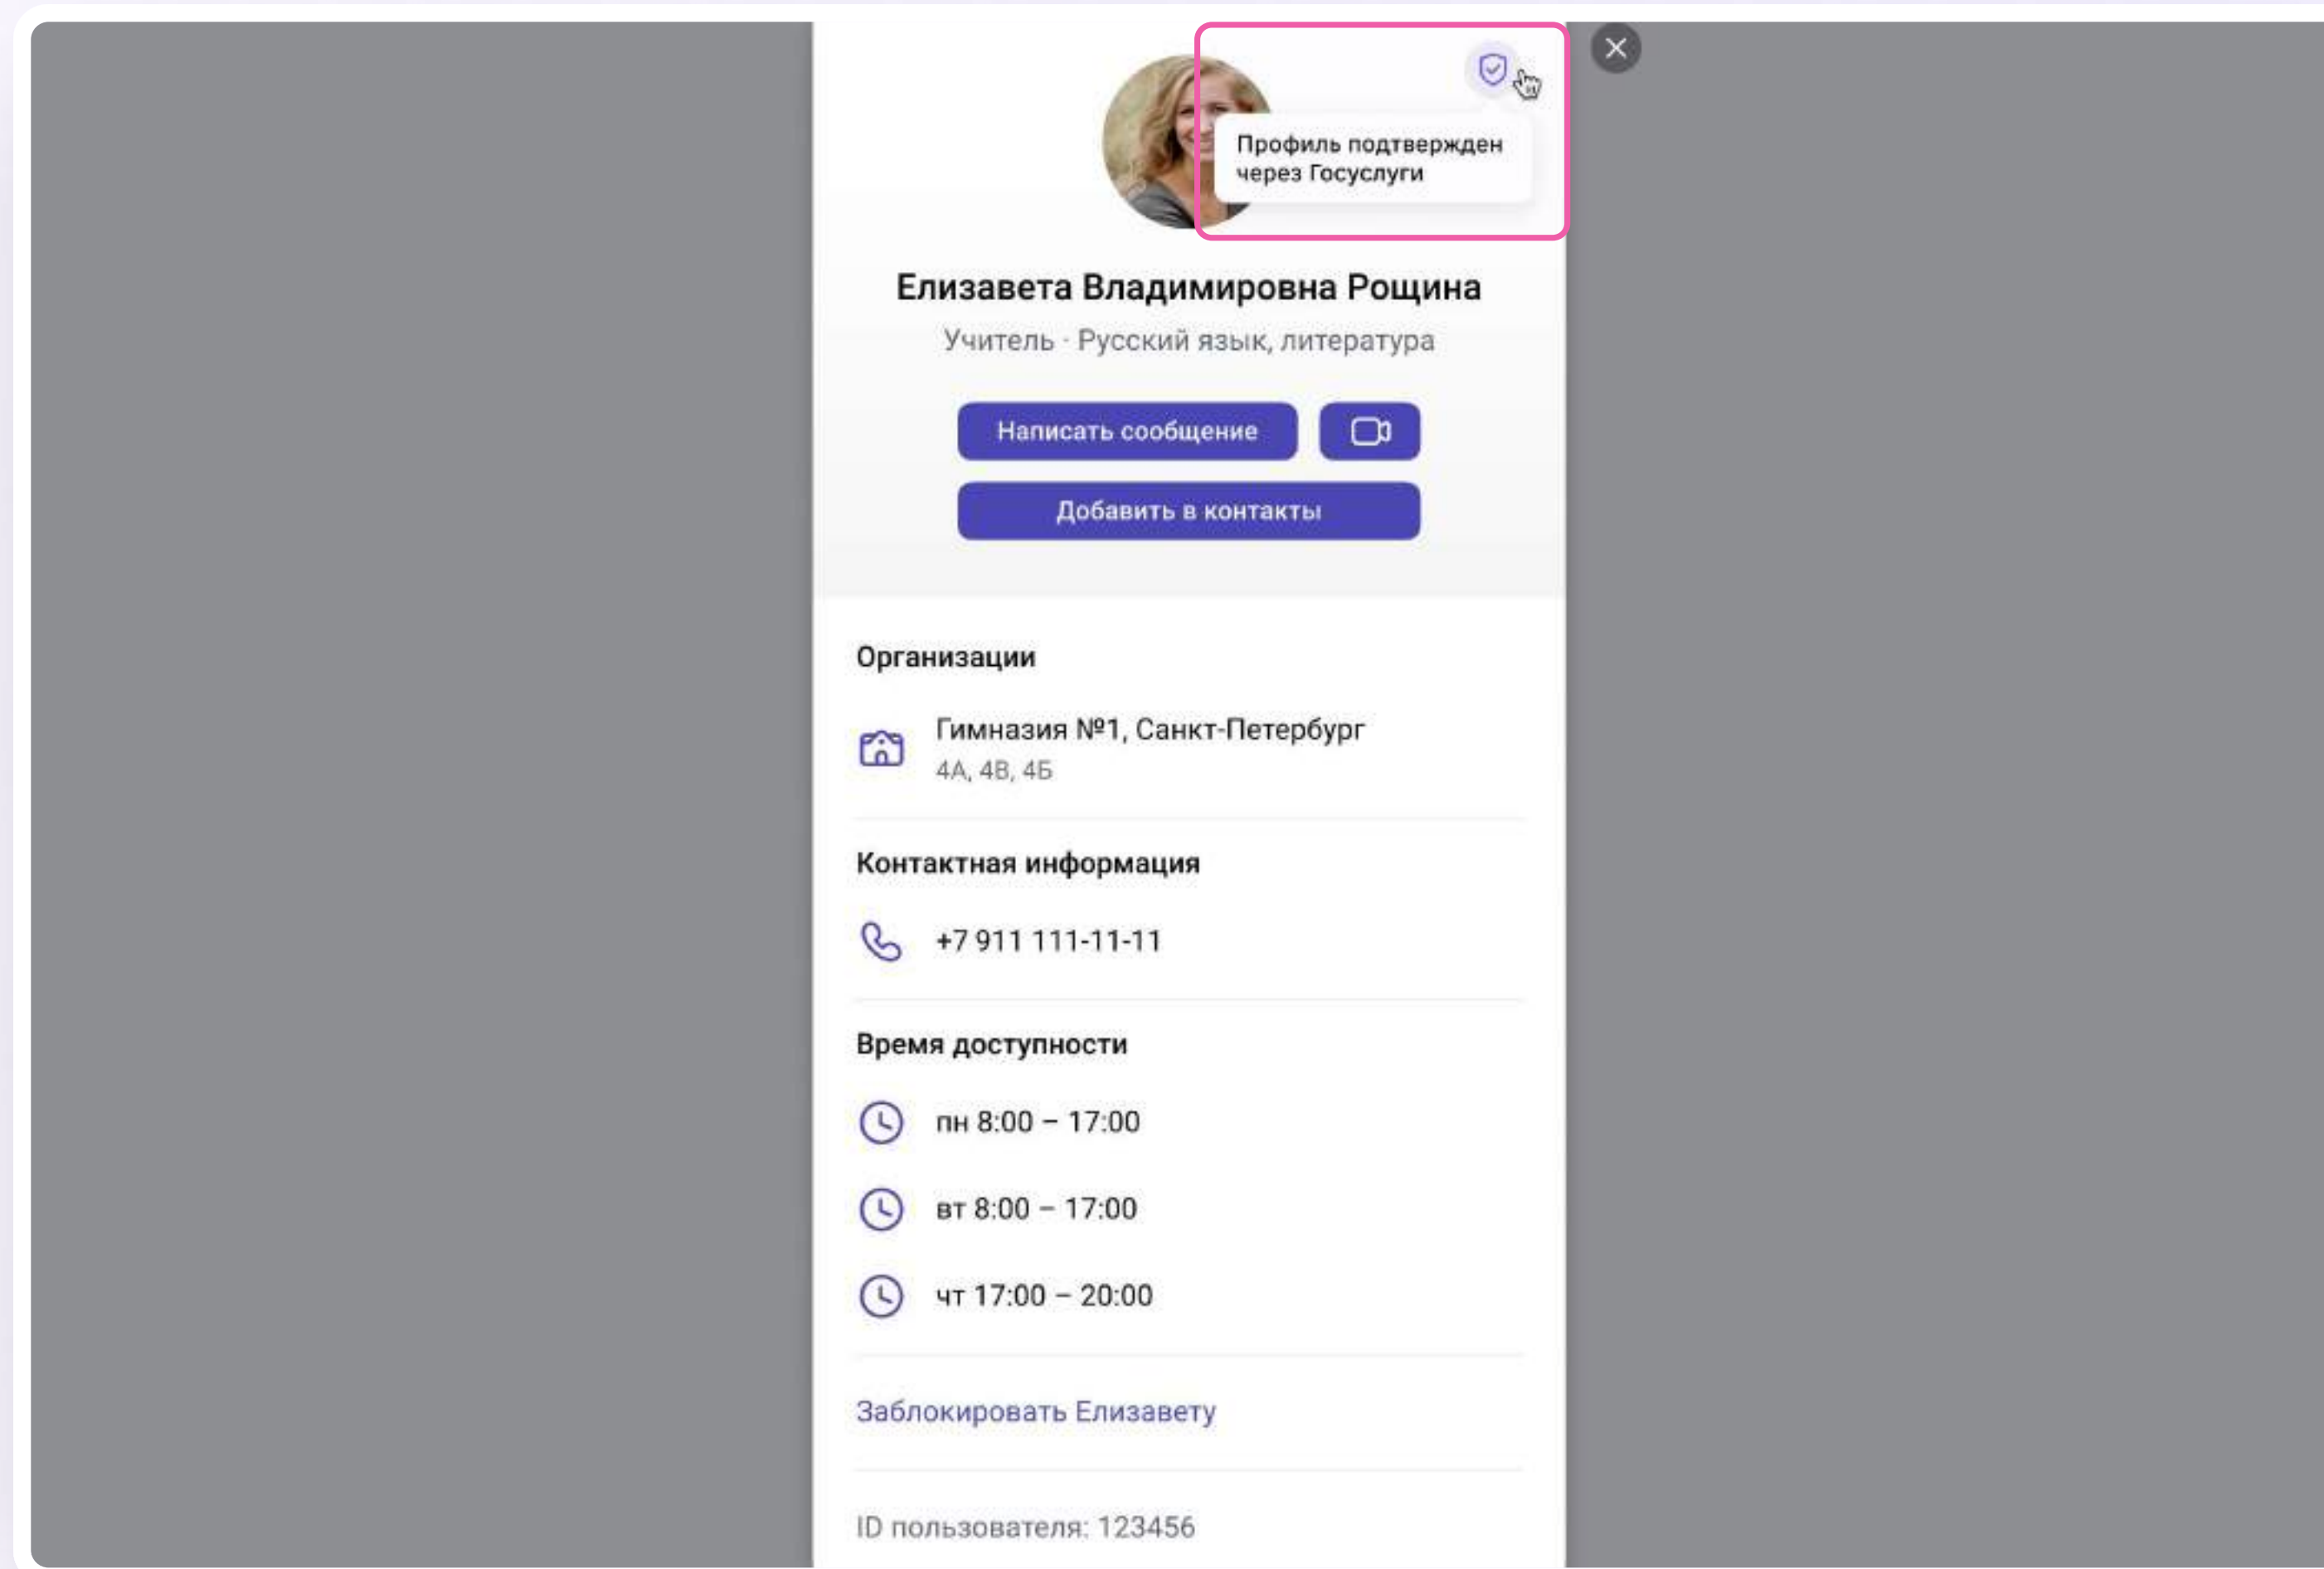 Профиль подтвержден
через Госуслуги
Елизавета Владимировна Рощина
Учитель · Русский язык, литература
Написать сообщение
Добавить в контакты
Организации
Гимназия №1, Санкт-Петербург
4А, 4В, 4Б
Контактная информация
+7 911 111-11-11
Время доступности
пн 8:00 – 17:00
вт 8:00 – 17:00
чт 17:00 – 20:00
Заблокировать Елизавету
ID пользователя: 123456